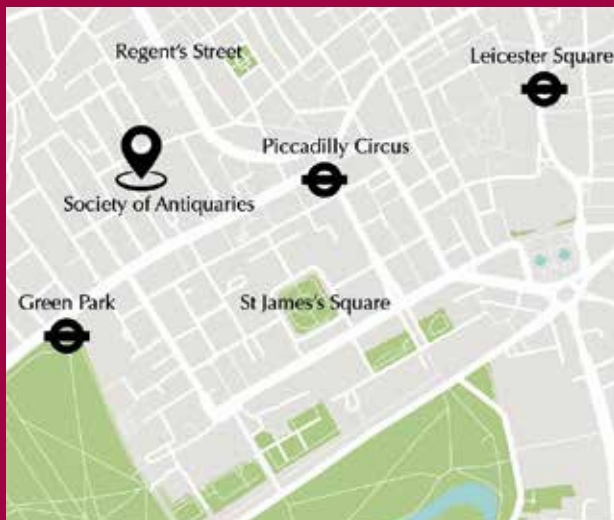 Regent's Street
Leicester Square
Piccadilly Circus
Society of Antiquaries
Green Park
St James's Square